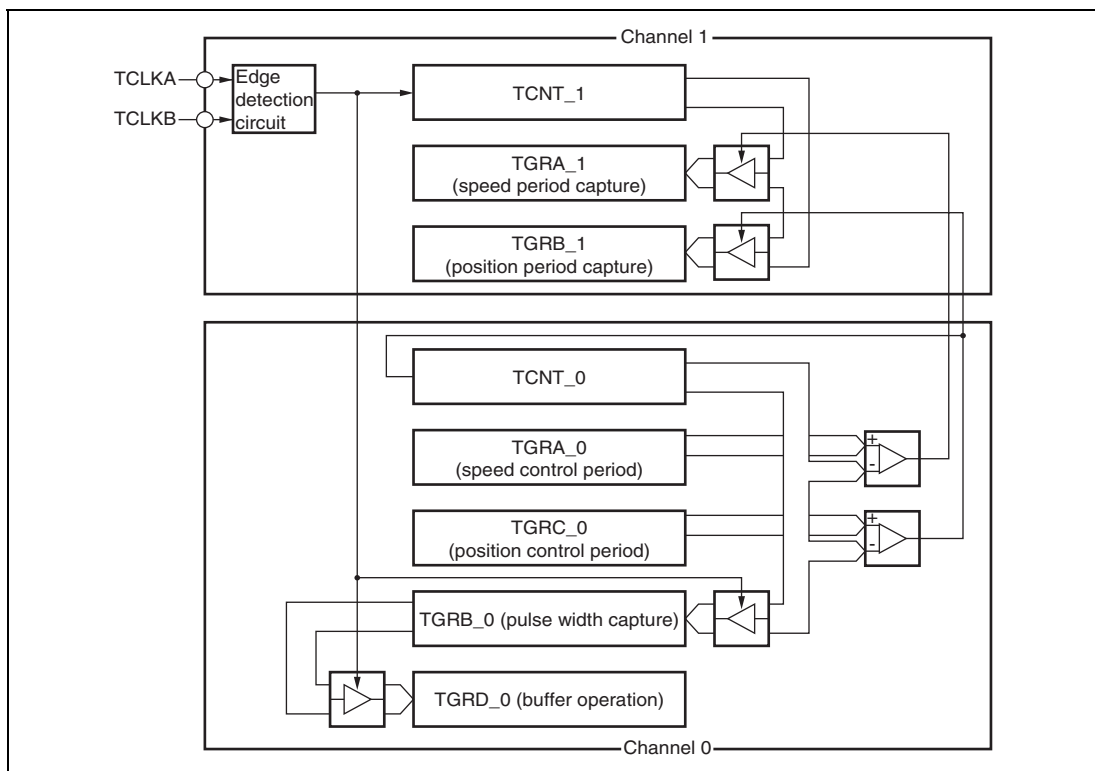 Channel 1
TCLKA
TCLKB
Edge
detection
circuit
TCNT_1
TGRA_1
(speed period capture)
TGRB_1
(position period capture)
TCNT_0
TGRA_0
(speed control period)
+
-
TGRC_0
(position control period)
+
-
TGRB_0 (pulse width capture)
TGRD_0 (buffer operation)
Channel 0